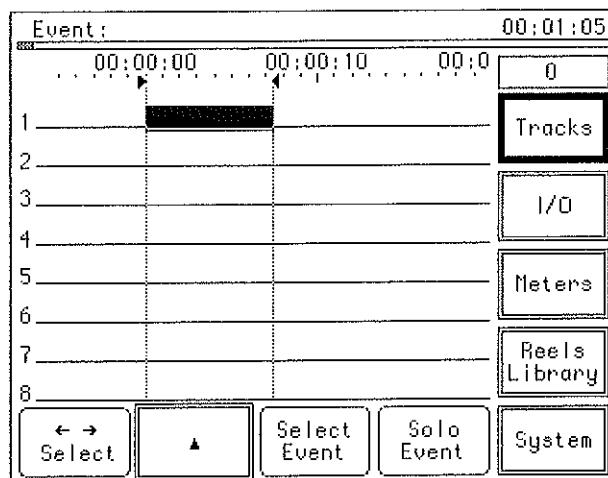 Event:
00:01:05
00:00:00
00:00:10
00:0
0
Tracks
1
2
I/O
3
4
Meters
5
6
Reels
Library
7
8
← →
Select
▲
Select
Event
Solo
Event
System